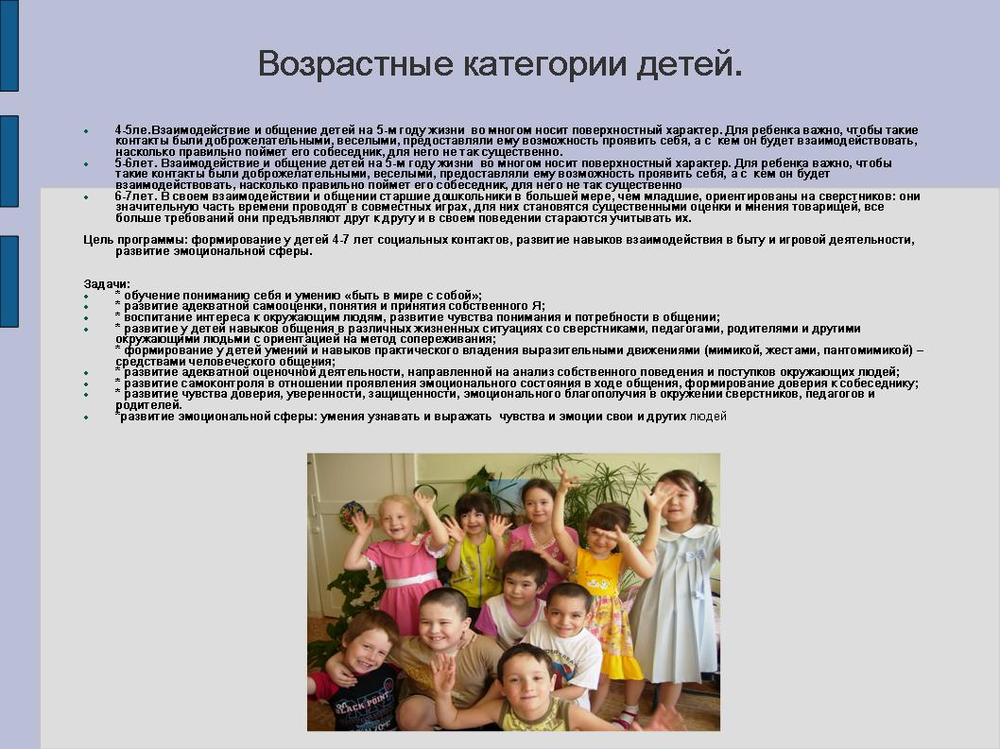 Возрастные категории детей.
4-5ле.Взаимодействие и общение детей на 5-м году жизни во многом носит поверхностный характер. Для ребенка важно, чтобы такие
контакты были доброжелательными, веселыми, предоставляли ему возможность проявить себя, а с кем он будет взаимодействовать,
насколько правильно поймет его собеседник, для него не так существенно.
5-6лет. Взаимодействие и общение детей на 5-м году жизни во многом носит поверхностный характер. Для ребенка важно, чтобы
такие контакты были доброжелательными, веселыми, предоставляли ему возможность проявить себя, а с кем он будет
взаимодействовать, насколько правильно поймет его собеседник, для него не так существенно
6-7лет. В своем взаимодействии и общении старшие дошкольники в большей мере, чем младшие, ориентированы на сверстников: они
значительную часть времени проводят в совместных играх, для них становятся существенными оценки и мнения товарищей, все
больше требований они предъявляют друг к другу и в своем поведении стараются учитывать их.
Цель программы: формирование у детей 4-7 лет социальных контактов, развитие навыков взаимодействия в быту и игровой деятельности,
развитие эмоциональной сферы.
Задачи:
* обучение пониманию себя и умению «быть в мире с собой»;
* развитие адекватной самооценки, понятия и принятия собственного Я;
* воспитание интереса к окружающим людям, развитие чувства понимания и потребности в общении;
* развитие у детей навыков общения в различных жизненных ситуациях со сверстниками, педагогами, родителями и другими
окружающими людьми с ориентацией на метод сопереживания;
* формирование у детей умений и навыков практического владения выразительными движениями (мимикой, жестами, пантомимикой) –
средствами человеческого общения;
* развитие адекватной оценочной деятельности, направленной на анализ собственного поведения и поступков окружающих людей;
* развитие самоконтроля в отношении проявления эмоционального состояния в ходе общения, формирование доверия к собеседнику;
* развитие чувства доверия, уверенности, защищенности, эмоционального благополучия в окружении сверстников, педагогов и
родителей.
*развитие эмоциональной сферы: умения узнавать и выражать чувства и эмоции свои и других людей
BLACK POINT